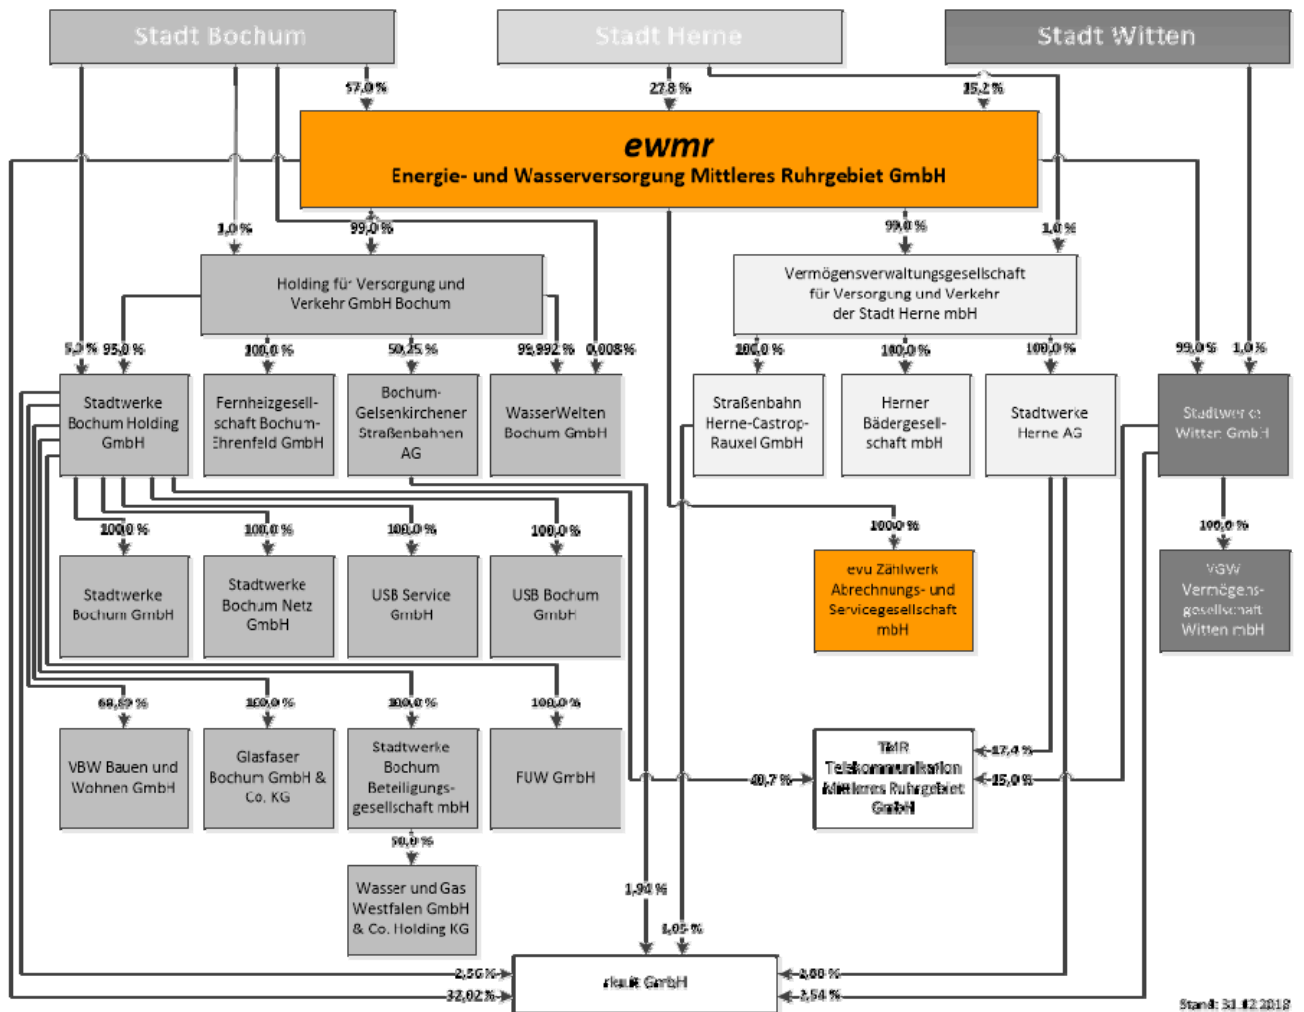 Stadt Bochum
Stadt Herne
Stadt Witten
57,0 %
27,8 %
15,2 %
ewmr
Energie- und Wasserversorgung Mittleres Ruhrgebiet GmbH
1,0 %
99,0 %
99,0 %
1,0 %
Holding für Versorgung und
Verkehr GmbH Bochum
Vermögensverwaltungsgesellschaft
für Versorgung und Verkehr
der Stadt Herne mbH
5,0 %
95,0 %
100,0 %
50,25 %
99,992 %
0,008 %
100,0 %
100,0 %
100,0 %
99,0 %
1,0 %
Stadtwerke
Bochum Holding
GmbH
Fernheizgesell-
schaft Bochum-
Ehrenfeld GmbH
Bochum-
Gelsenkirchener
Straßenbahnen
AG
WasserWelten
Bochum GmbH
Straßenbahn
Herne-Castrop-
Rauxel GmbH
Herner
Bädergesell-
schaft mbH
Stadtwerke
Herne AG
Stadtwerke
Witten GmbH
100,0 %
100,0 %
100,0 %
100,0 %
100,0 %
100,0 %
Stadtwerke
Bochum GmbH
Stadtwerke
Bochum Netz
GmbH
USB Service
GmbH
USB Bochum
GmbH
evu Zählwerk
Abrechnungs- und
Servicegesellschaft
mbH
VGW
Vermögens-
gesellschaft
Witten mbH
100,0 %
100,0 %
100,0 %
VBW Bauen und
Wohnen GmbH
Glasfaser
Bochum GmbH &
Co. KG
Stadtwerke
Bochum
Beteiligungs-
gesellschaft mbH
FUW GmbH
40,7 %
TMR
Telekommunikation
Mittleres Ruhrgebiet
GmbH
17,4 %
15,0 %
50,0 %
Wasser und Gas
Westfalen GmbH
& Co. Holding KG
1,94 %
1,05 %
2,56 %
32,02 %
GmbH
2,54 %
Stand: 31.12.2018